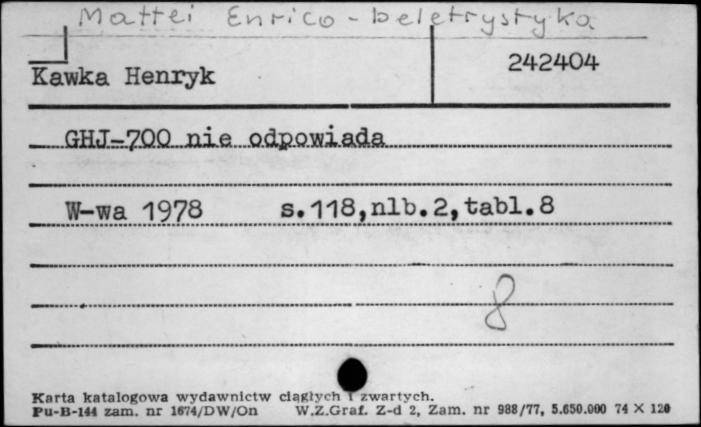 Mattei Enrico - beletrystyka
Kawka Henryk
242404
GHJ-700 nie odpowiada
W-wa 1978 s.118,nlb.2,tabl.8
8
Karta katalogowa wydawnictw ciągłych i zwartych.
Pu-B-144 zam. nr 1674/DW/On W.Z.Graf. Z-d 2, Zam. nr 988/77, 5.650.000 74 X 120